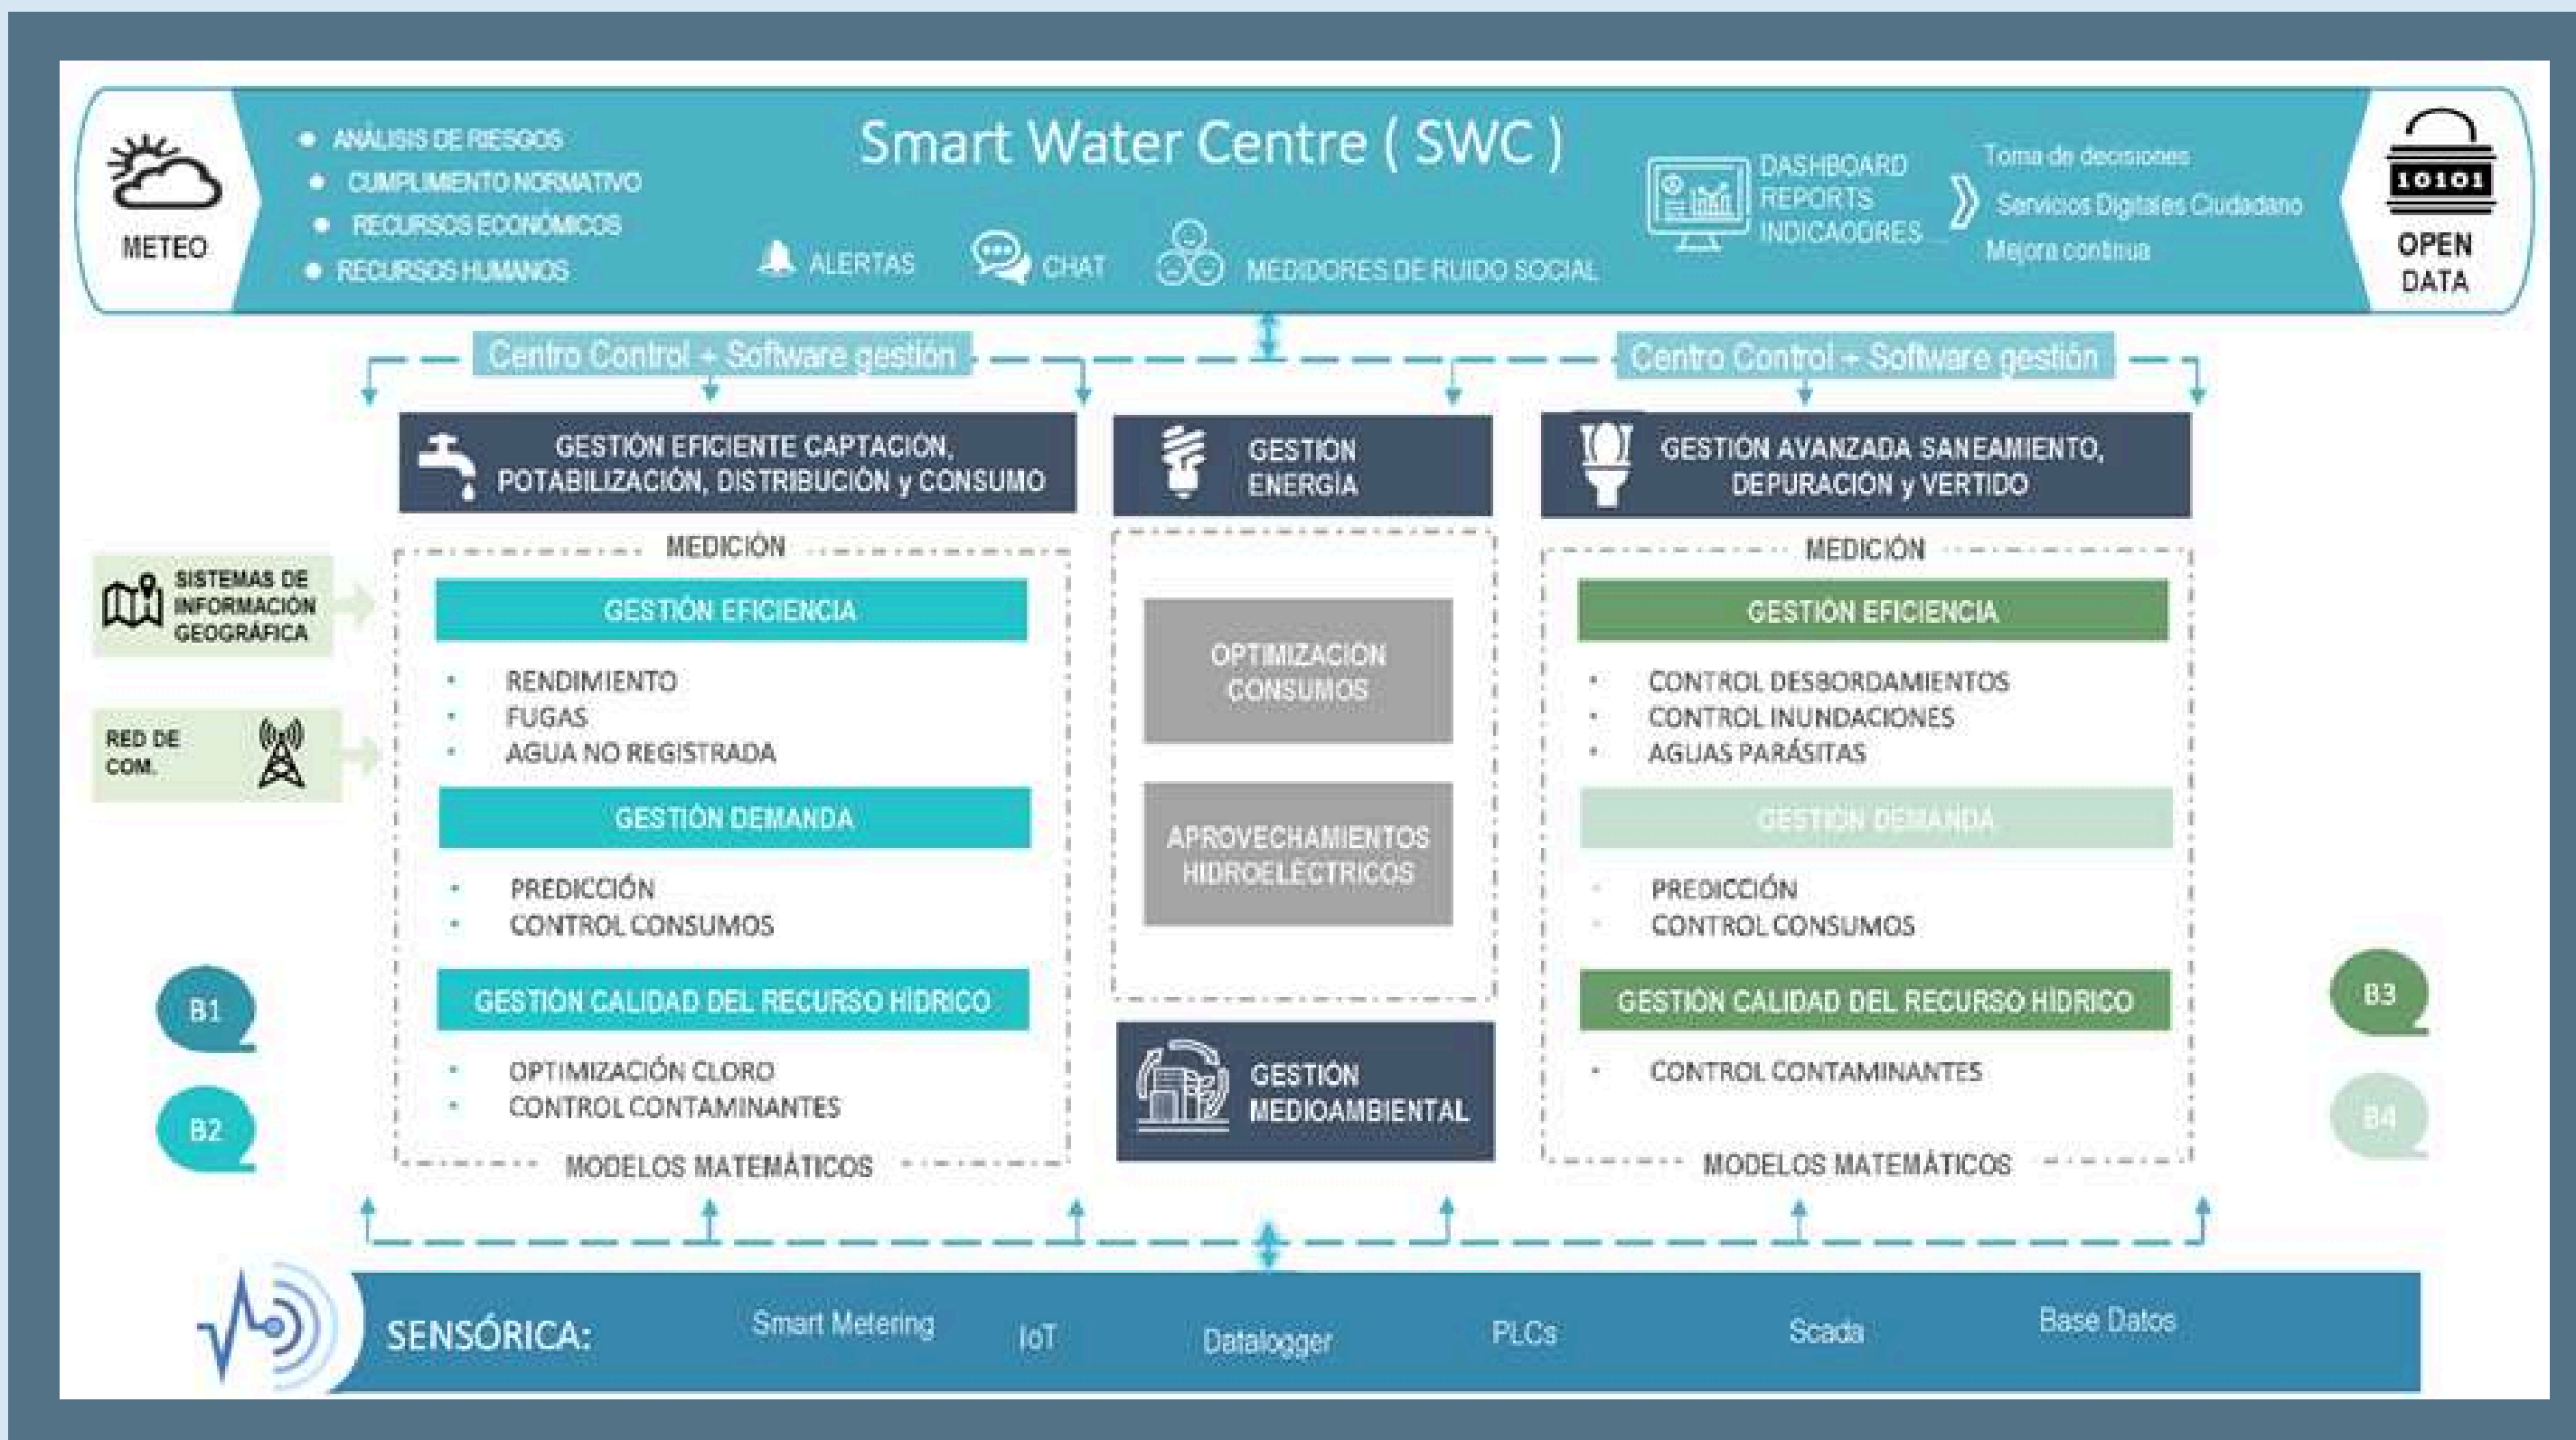 Smart Water Centre ( SWC )
METEO
ANÁLISIS DE RIESGOS
CUMPLIMIENTO NORMATIVO
RECURSOS ECONÓMICOS
RECURSOS HUMANOS
ALERTAS
CHAT
MEDIDORES DE RUIDO SOCIAL
DASHBOARD
REPORTS
INDICAODRES...
Toma de decisiones
Servicios Digitales Ciudadano
Mejora continua
10101
OPEN
DATA
Centro Control + Software gestión
Centro Control + Software gestión
SISTEMAS DE
INFORMACIÓN
GEOGRÁFICA
RED DE
COM.
B1
B2
GESTIÓN EFICIENTE CAPTACIÓN,
POTABILIZACIÓN, DISTRIBUCIÓN y CONSUMO
MEDICIÓN
GESTIÓN EFICIENCIA
• RENDIMIENTO
• FUGAS
• AGUA NO REGISTRADA
GESTIÓN DEMANDA
• PREDICCIÓN
• CONTROL CONSUMOS
GESTIÓN CALIDAD DEL RECURSO HÍDRICO
• OPTIMIZACIÓN CLORO
• CONTROL CONTAMINANTES
MODELOS MATEMÁTICOS
GESTIÓN
ENERGÍA
OPTIMIZACIÓN
CONSUMOS
APROVECHAMIENTOS
HIDROELÉCTRICOS
GESTIÓN
MEDIOAMBIENTAL
GESTIÓN AVANZADA SANEAMIENTO,
DEPURACIÓN y VERTIDO
MEDICIÓN
GESTIÓN EFICIENCIA
• CONTROL DESBORDAMIENTOS
• CONTROL INUNDACIONES
• AGUAS PARÁSITAS
GESTIÓN DEMANDA
• PREDICCIÓN
• CONTROL CONSUMOS
GESTIÓN CALIDAD DEL RECURSO HÍDRICO
• CONTROL CONTAMINANTES
MODELOS MATEMÁTICOS
B3
B4
SENSÓRICA:
Smart Metering
IoT
Datalogger
PLCs
Scada
Base Datos